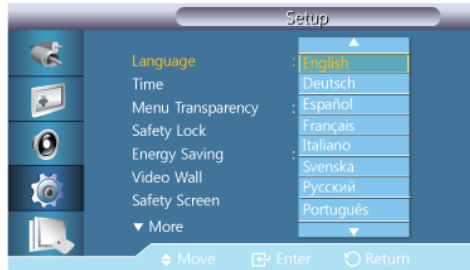 Setup
Language : English
Time Deutsch
Menu Transparency : Español
Safety Lock Français
Energy Saving : Italiano
Video Wall Svenska
Safety Screen Русский
▼ More Português
Move Enter Return